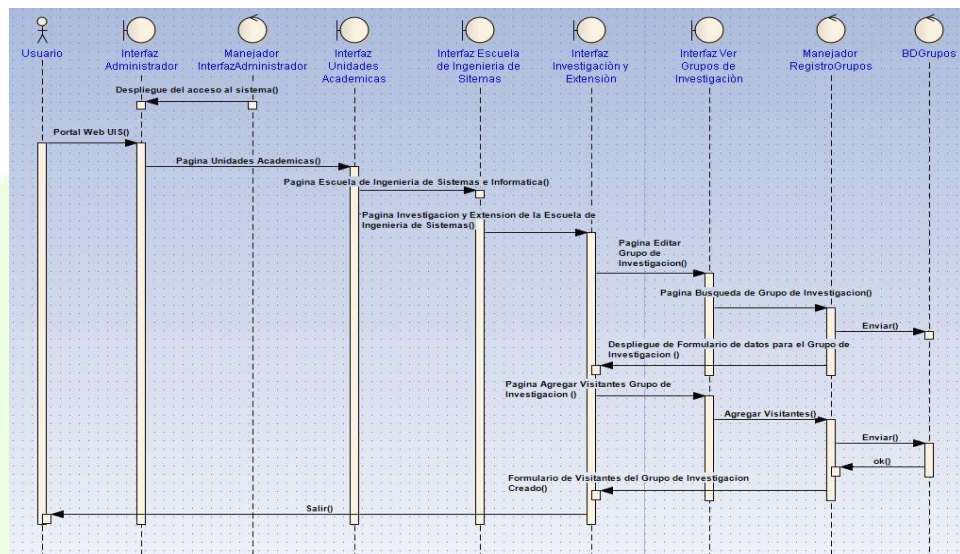 Usuario
Interfaz
Administrador
Manejador
InterfazAdministrador
Interfaz
Unidades
Academicas
Interfaz Escuela
de Ingenieria de
Sitemas
Interfaz
Investigaciòn y
Extensiòn
Interfaz Ver
Grupos de
Investigaciòn
Manejador
RegistroGrupos
BDGrupos
Despliegue del acceso al sistema()
Portal Web UIS()
Pagina Unidades Academicas()
Pagina Escuela de Ingenieria de Sistemas e Informatica()
Pagina Investigacion y Extension de la Escuela de
Ingenieria de Sistemas()
Pagina Editar
Grupo de
Investigacion()
Pagina Busqueda de Grupo de Investigacion()
Enviar()
Despliegue de Formulario de datos para el Grupo de
Investigacion ()
Pagina Agregar Visitantes Grupo de
Investigacion ()
Agregar Visitantes()
Enviar()
ok()
Formulario de Visitantes del Grupo de Investigacion
Creado()
Salir()